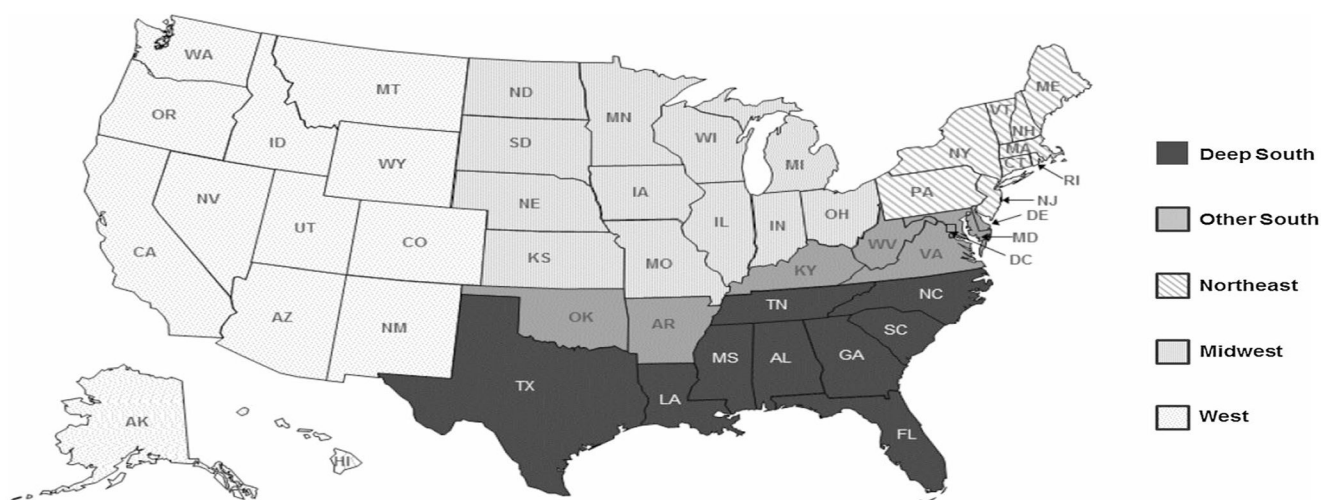 WA
MT
ND
MN
ME
OR
ID
SD
WI
MI
VT
NH
NY
MA
CT
RI
WY
NV
UT
CO
NE
IA
IL
IN
OH
PA
NJ
DE
MD
DC
CA
KS
MO
KY
WV
VA
AZ
NM
OK
AR
TN
NC
SC
MS
AL
GA
TX
LA
FL
AK
HI
Deep South
Other South
Northeast
Midwest
West